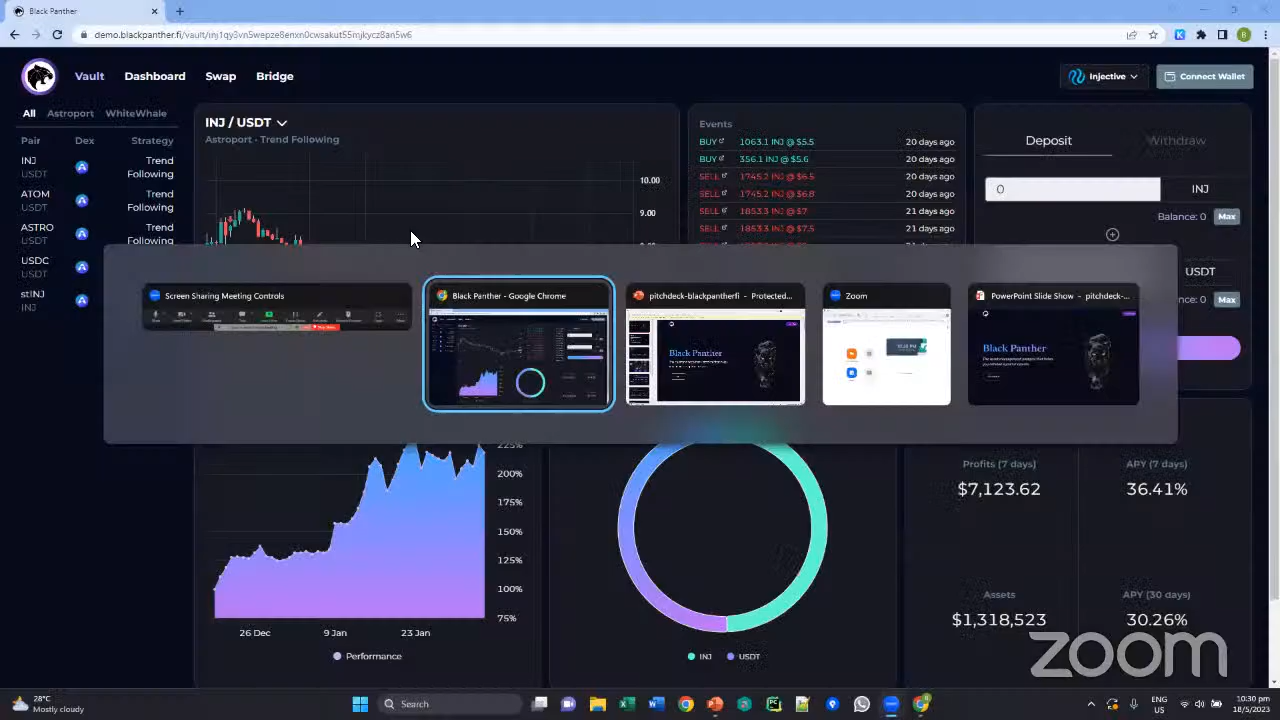 Black Panther
demo.blackpanther.fi/vault/inj1qy3vn5wepze8enxn0cwsakut55mjkycz8an5w6
Vault
Dashboard
Swap
Bridge
Injective
Connect Wallet
All
Astroport
WhiteWhale
Pair
Dex
Strategy
INJ
USDT
Trend
Following
ATOM
USDT
Trend
Following
ASTRO
USDT
Trend
Following
USDC
USDT
stINJ
INJ
INJ / USDT
Astroport - Trend Following
10.00
9.00
Events
BUY 1063.1 INJ @ $5.5 20 days ago
BUY 356.1 INJ @ $5.6 20 days ago
SELL 1745.2 INJ @ $6.5 20 days ago
SELL 1745.2 INJ @ $6.8 20 days ago
SELL 1853.3 INJ @ $7 21 days ago
SELL 1853.3 INJ @ $7.5 21 days ago
Deposit
Withdraw
0
INJ
Balance: 0
Max
USDT
nce: 0
Max
Screen Sharing Meeting Controls
Black Panther - Google Chrome
pitchdeck-blackpantherfi - Protected...
Zoom
PowerPoint Slide Show - pitchdeck-...
Black Panther
Black Panther
225%
200%
175%
150%
125%
100%
75%
26 Dec
9 Jan
23 Jan
Performance
INJ
USDT
Profits (7 days)
$7,123.62
APY (7 days)
36.41%
Assets
$1,318,523
APY (30 days)
30.26%
zoom
28°C
Mostly cloudy
Search
ENG
US
10:30 pm
18/5/2023